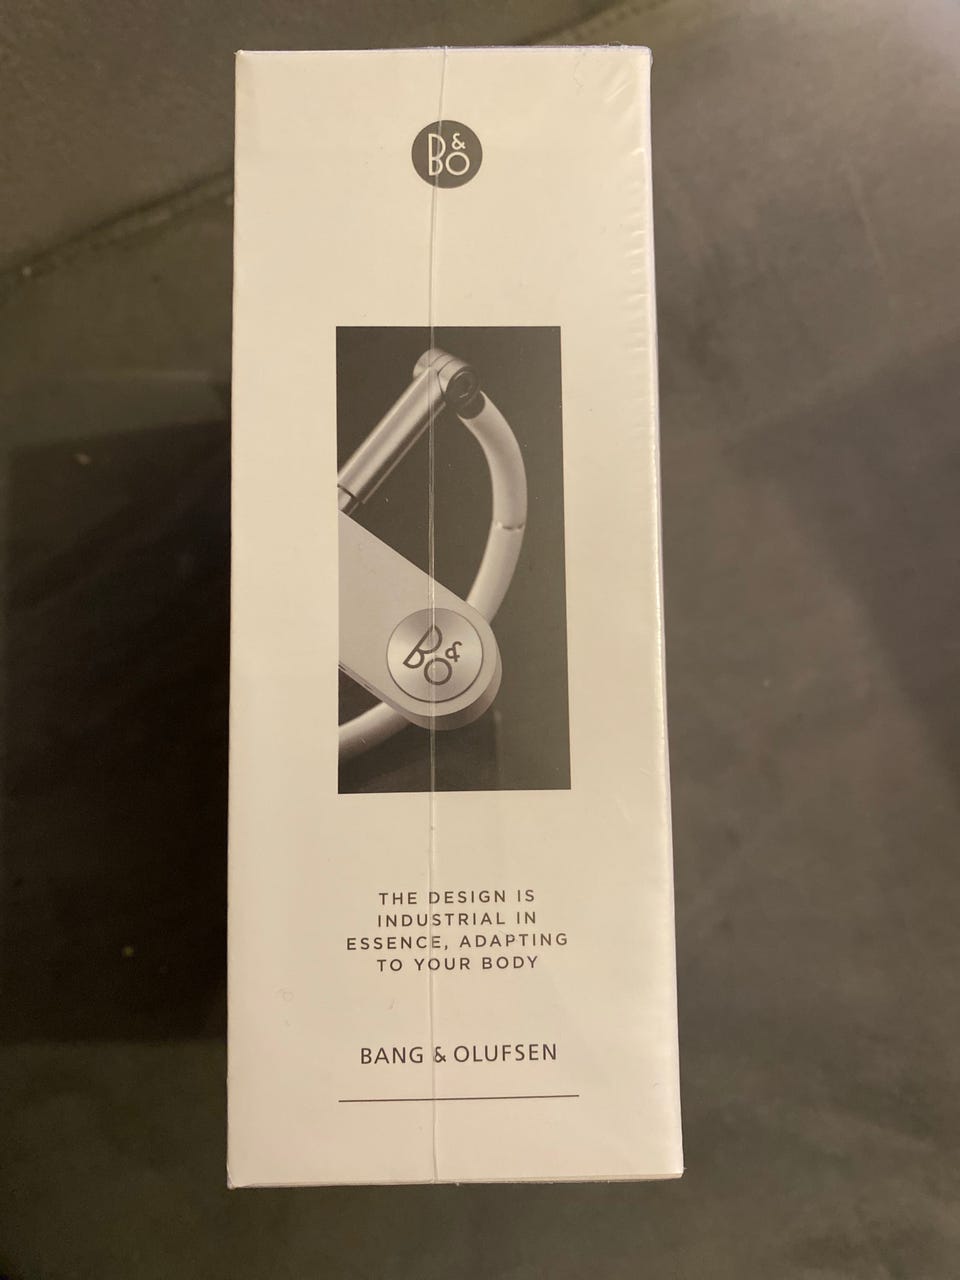 B&O
B&O
THE DESIGN IS
INDUSTRIAL IN
ESSENCE, ADAPTING
TO YOUR BODY
BANG & OLUFSEN